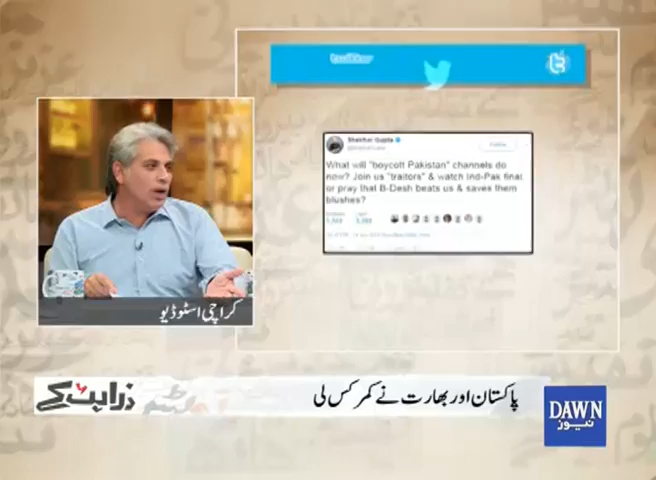 twitter
Shekhar Gupta
Follow
What will "boycott Pakistan" channels do
now? Join us "traitors" & watch Ind-Pak final
or pray that B-Desh beats us & saves them
blushes?
کراچی اسٹوڈیو
پاکستان اور بھارت نے کمر کس لی
ذرا ہٹ کے
DAWN
نیوز